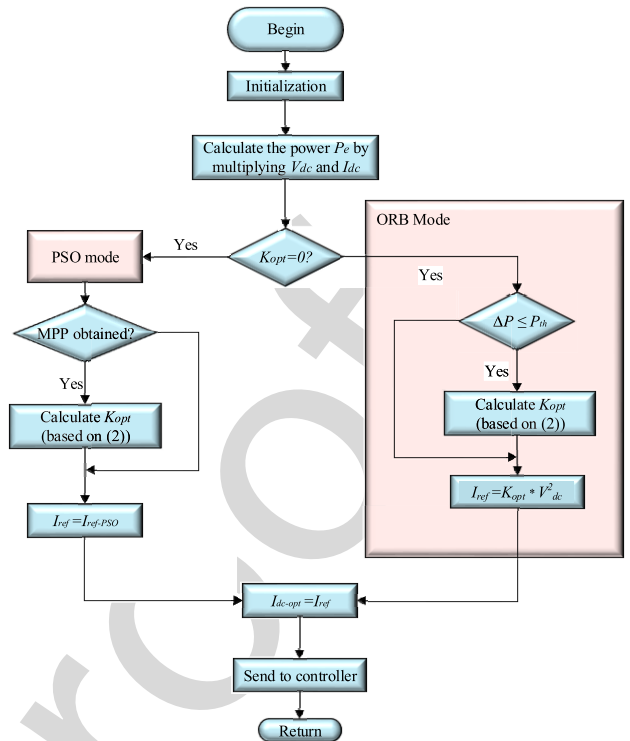 Begin
Initialization
Calculate the power Pe by
multiplying Vdc and Idc
Kopt=0?
Yes
PSO mode
MPP obtained?
Yes
Calculate Kopt
(based on (2))
Iref =Iref-PSO
ORB Mode
Yes
ΔP ≤ Pth
Yes
Calculate Kopt
(based on (2))
Iref =Kopt * V²dc
Idc-opt =Iref
Send to controller
Return